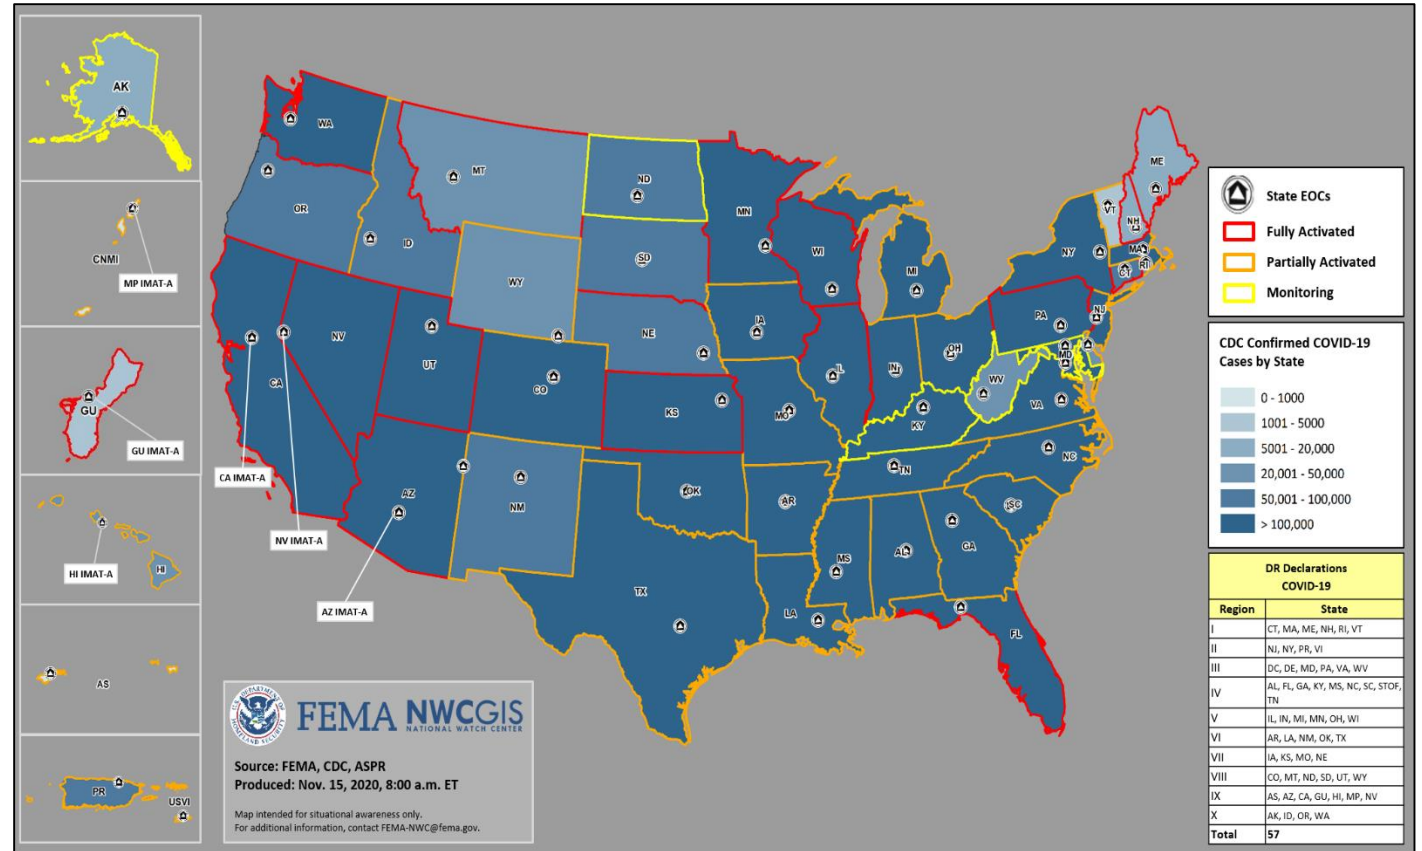 AK
CNMI
MP IMAT-A
GU
GU IMAT-A
HI
HI IMAT-A
AS
PR
USVI
WA
OR
CA
NV
ID
MT
WY
UT
AZ
CO
NM
ND
SD
NE
KS
OK
TX
MN
IA
MO
AR
LA
WI
IL
MI
IN
OH
KY
TN
MS
AL
GA
FL
SC
NC
VA
WV
MD
PA
NJ
NY
CT
RI
MA
VT
NH
ME
CA IMAT-A
NV IMAT-A
AZ IMAT-A
U.S. DEPARTMENT OF HOMELAND SECURITY
FEMA NWCGIS
NATIONAL WATCH CENTER
Source: FEMA, CDC, ASPR
Produced: Nov. 15, 2020, 8:00 a.m. ET
Map intended for situational awareness only.
For additional information, contact FEMA-NWC@fema.gov.
State EOCs
Fully Activated
Partially Activated
Monitoring
CDC Confirmed COVID-19
Cases by State
0 - 1000
1001 - 5000
5001 - 20,000
20,001 - 50,000
50,001 - 100,000
> 100,000
DR Declarations
COVID-19
Region State
I CT, MA, ME, NH, RI, VT
II NJ, NY, PR, VI
III DC, DE, MD, PA, VA, WV
IV AL, FL, GA, KY, MS, NC, SC, STOF,
TN
V IL, IN, MI, MN, OH, WI
VI AR, LA, NM, OK, TX
VII IA, KS, MO, NE
VIII CO, MT, ND, SD, UT, WY
IX AS, AZ, CA, GU, HI, MP, NV
X AK, ID, OR, WA
Total 57